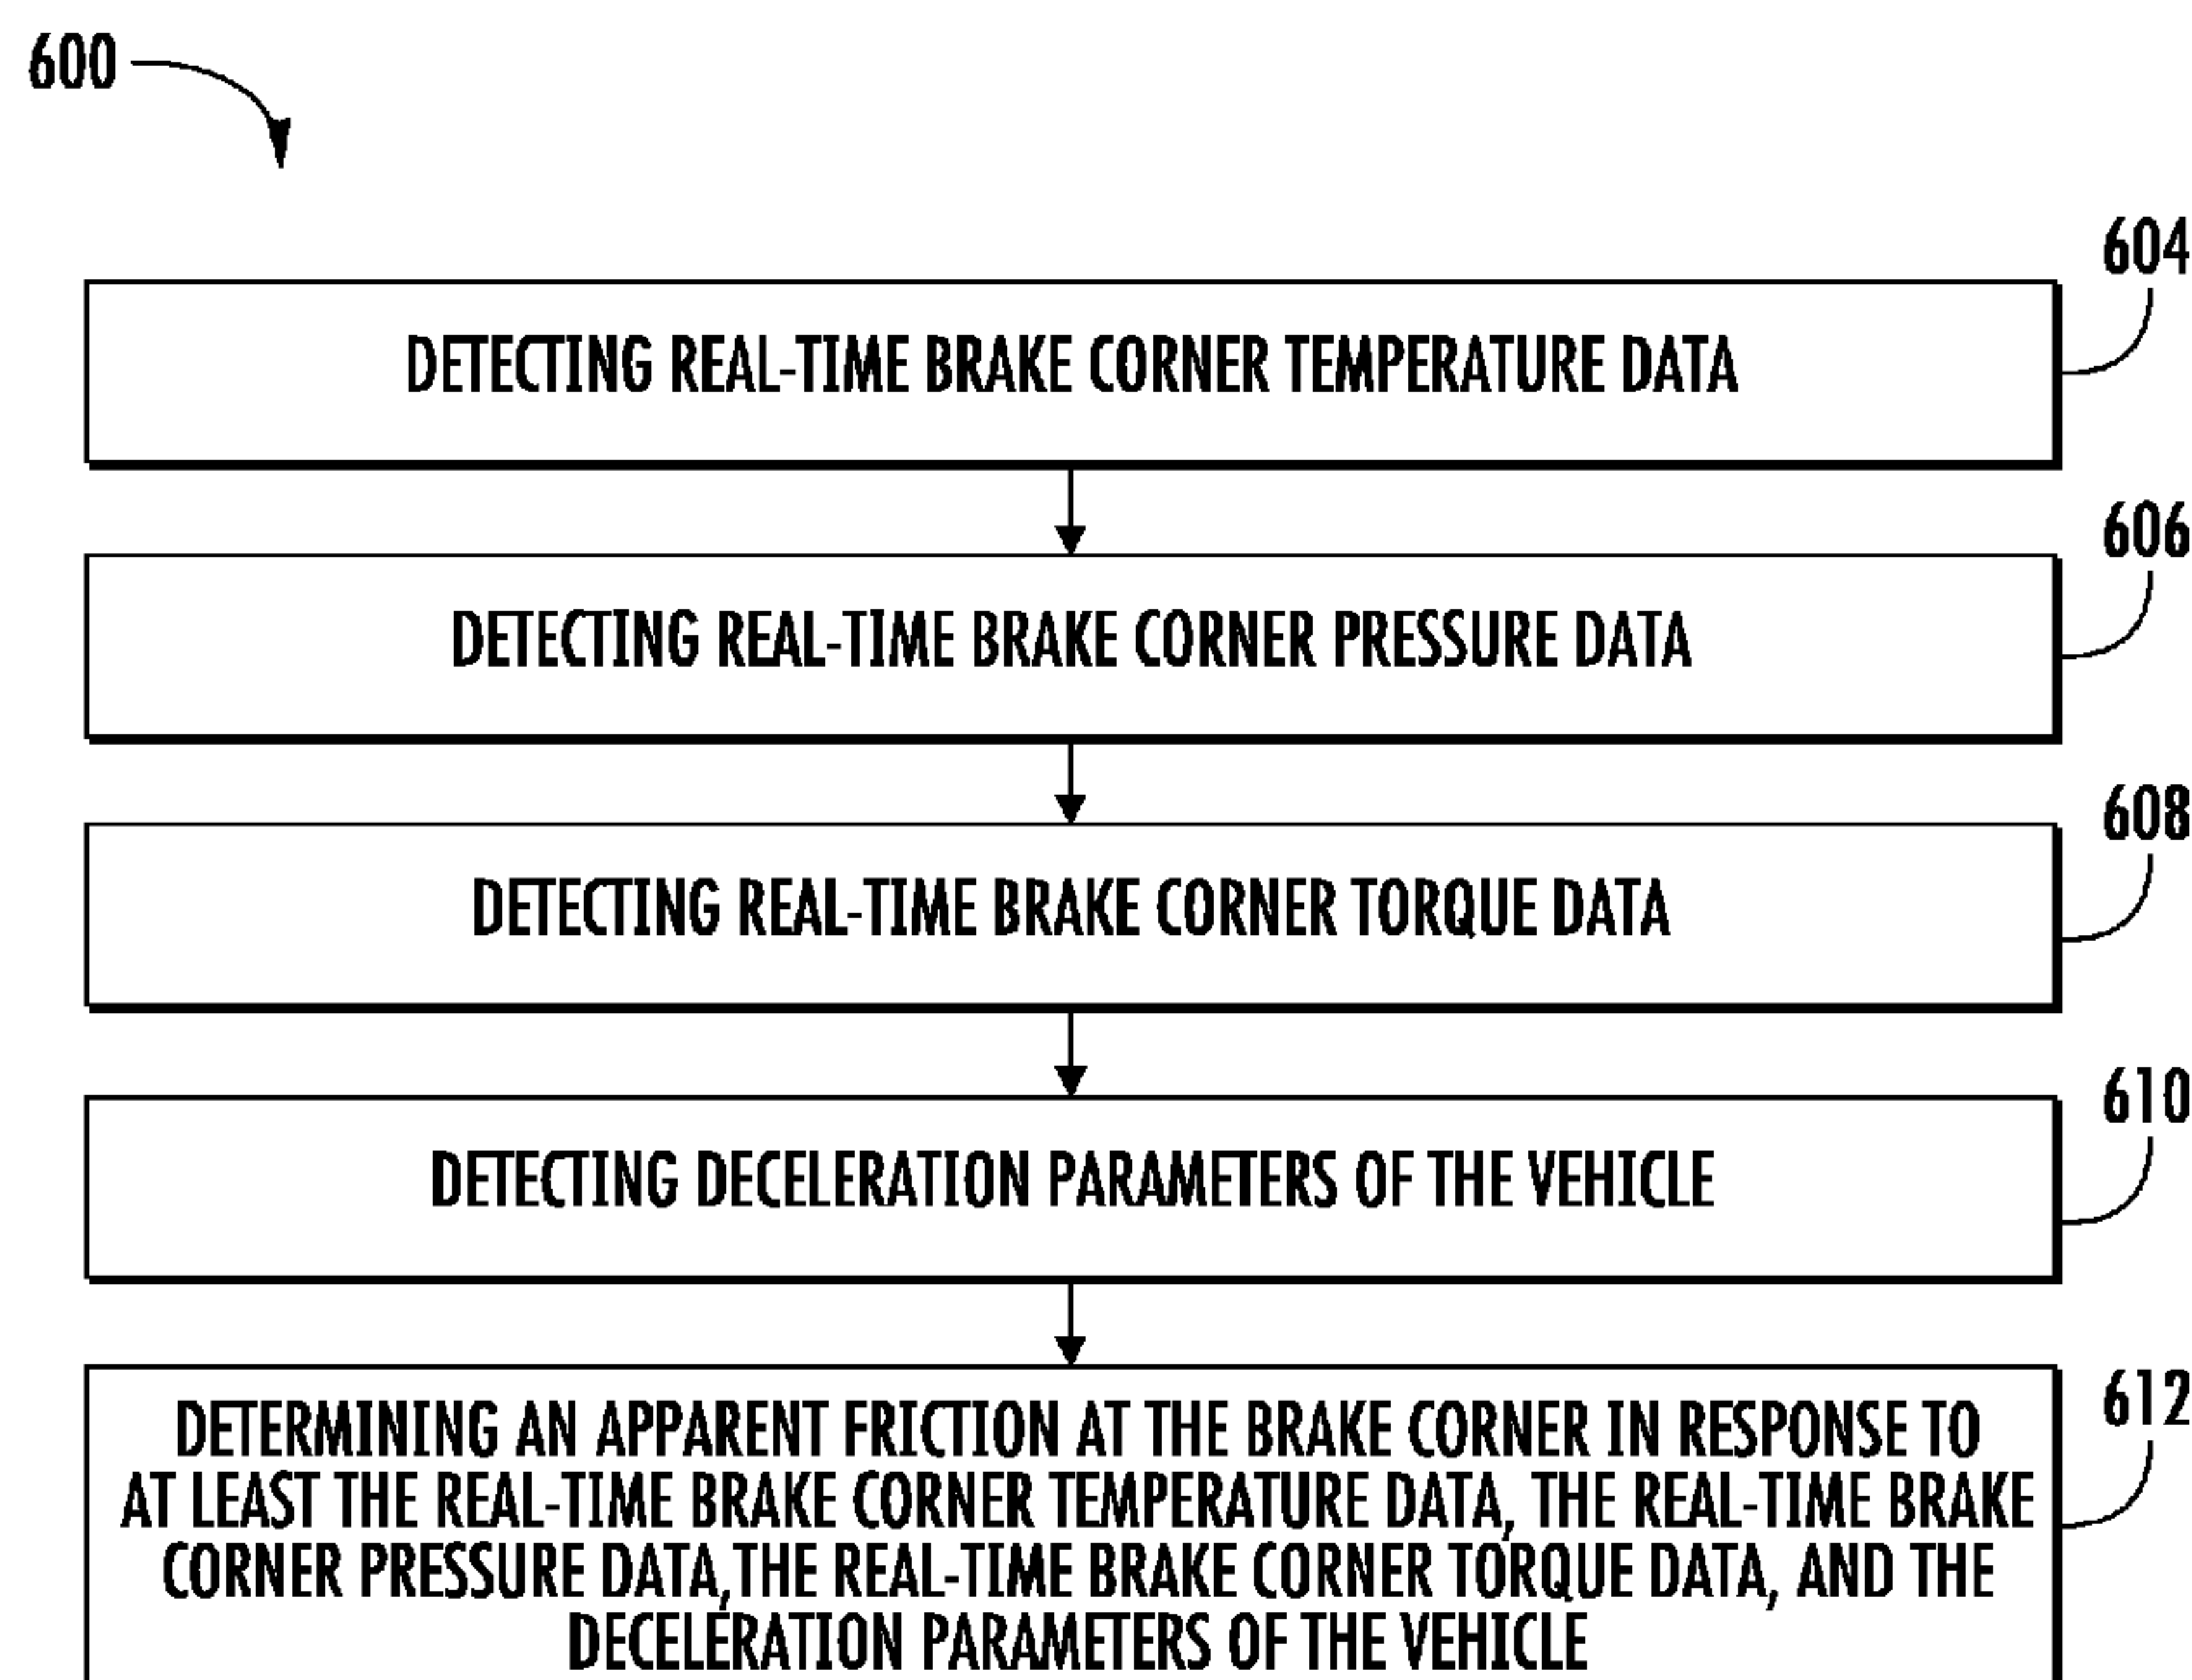 600
604
DETECTING REAL-TIME BRAKE CORNER TEMPERATURE DATA
606
DETECTING REAL-TIME BRAKE CORNER PRESSURE DATA
608
DETECTING REAL-TIME BRAKE CORNER TORQUE DATA
610
DETECTING DECELERATION PARAMETERS OF THE VEHICLE
612
DETERMINING AN APPARENT FRICTION AT THE BRAKE CORNER IN RESPONSE TO
AT LEAST THE REAL-TIME BRAKE CORNER TEMPERATURE DATA, THE REAL-TIME BRAKE
CORNER PRESSURE DATA,THE REAL-TIME BRAKE CORNER TORQUE DATA, AND THE
DECELERATION PARAMETERS OF THE VEHICLE